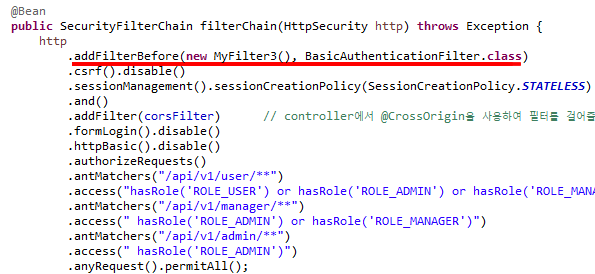 @Bean
public SecurityFilterChain filterChain(HttpSecurity http) throws Exception {
http
.addFilterBefore(new MyFilter3(), BasicAuthenticationFilter.class)
.csrf().disable()
.sessionManagement().sessionCreationPolicy(SessionCreationPolicy.STATELESS)
.and()
.addFilter(corsFilter) // controller에서 @CrossOrigin을 사용하여 필터를 걸어줄
.formLogin().disable()
.httpBasic().disable()
.authorizeRequests()
.antMatchers("/api/v1/user/**")
.access("hasRole('ROLE_USER') or hasRole('ROLE_ADMIN') or hasRole('ROLE_MANA
.antMatchers("/api/v1/manager/**")
.access(" hasRole('ROLE_ADMIN') or hasRole('ROLE_MANAGER')")
.antMatchers("/api/v1/admin/**")
.access(" hasRole('ROLE_ADMIN')")
.anyRequest().permitAll();